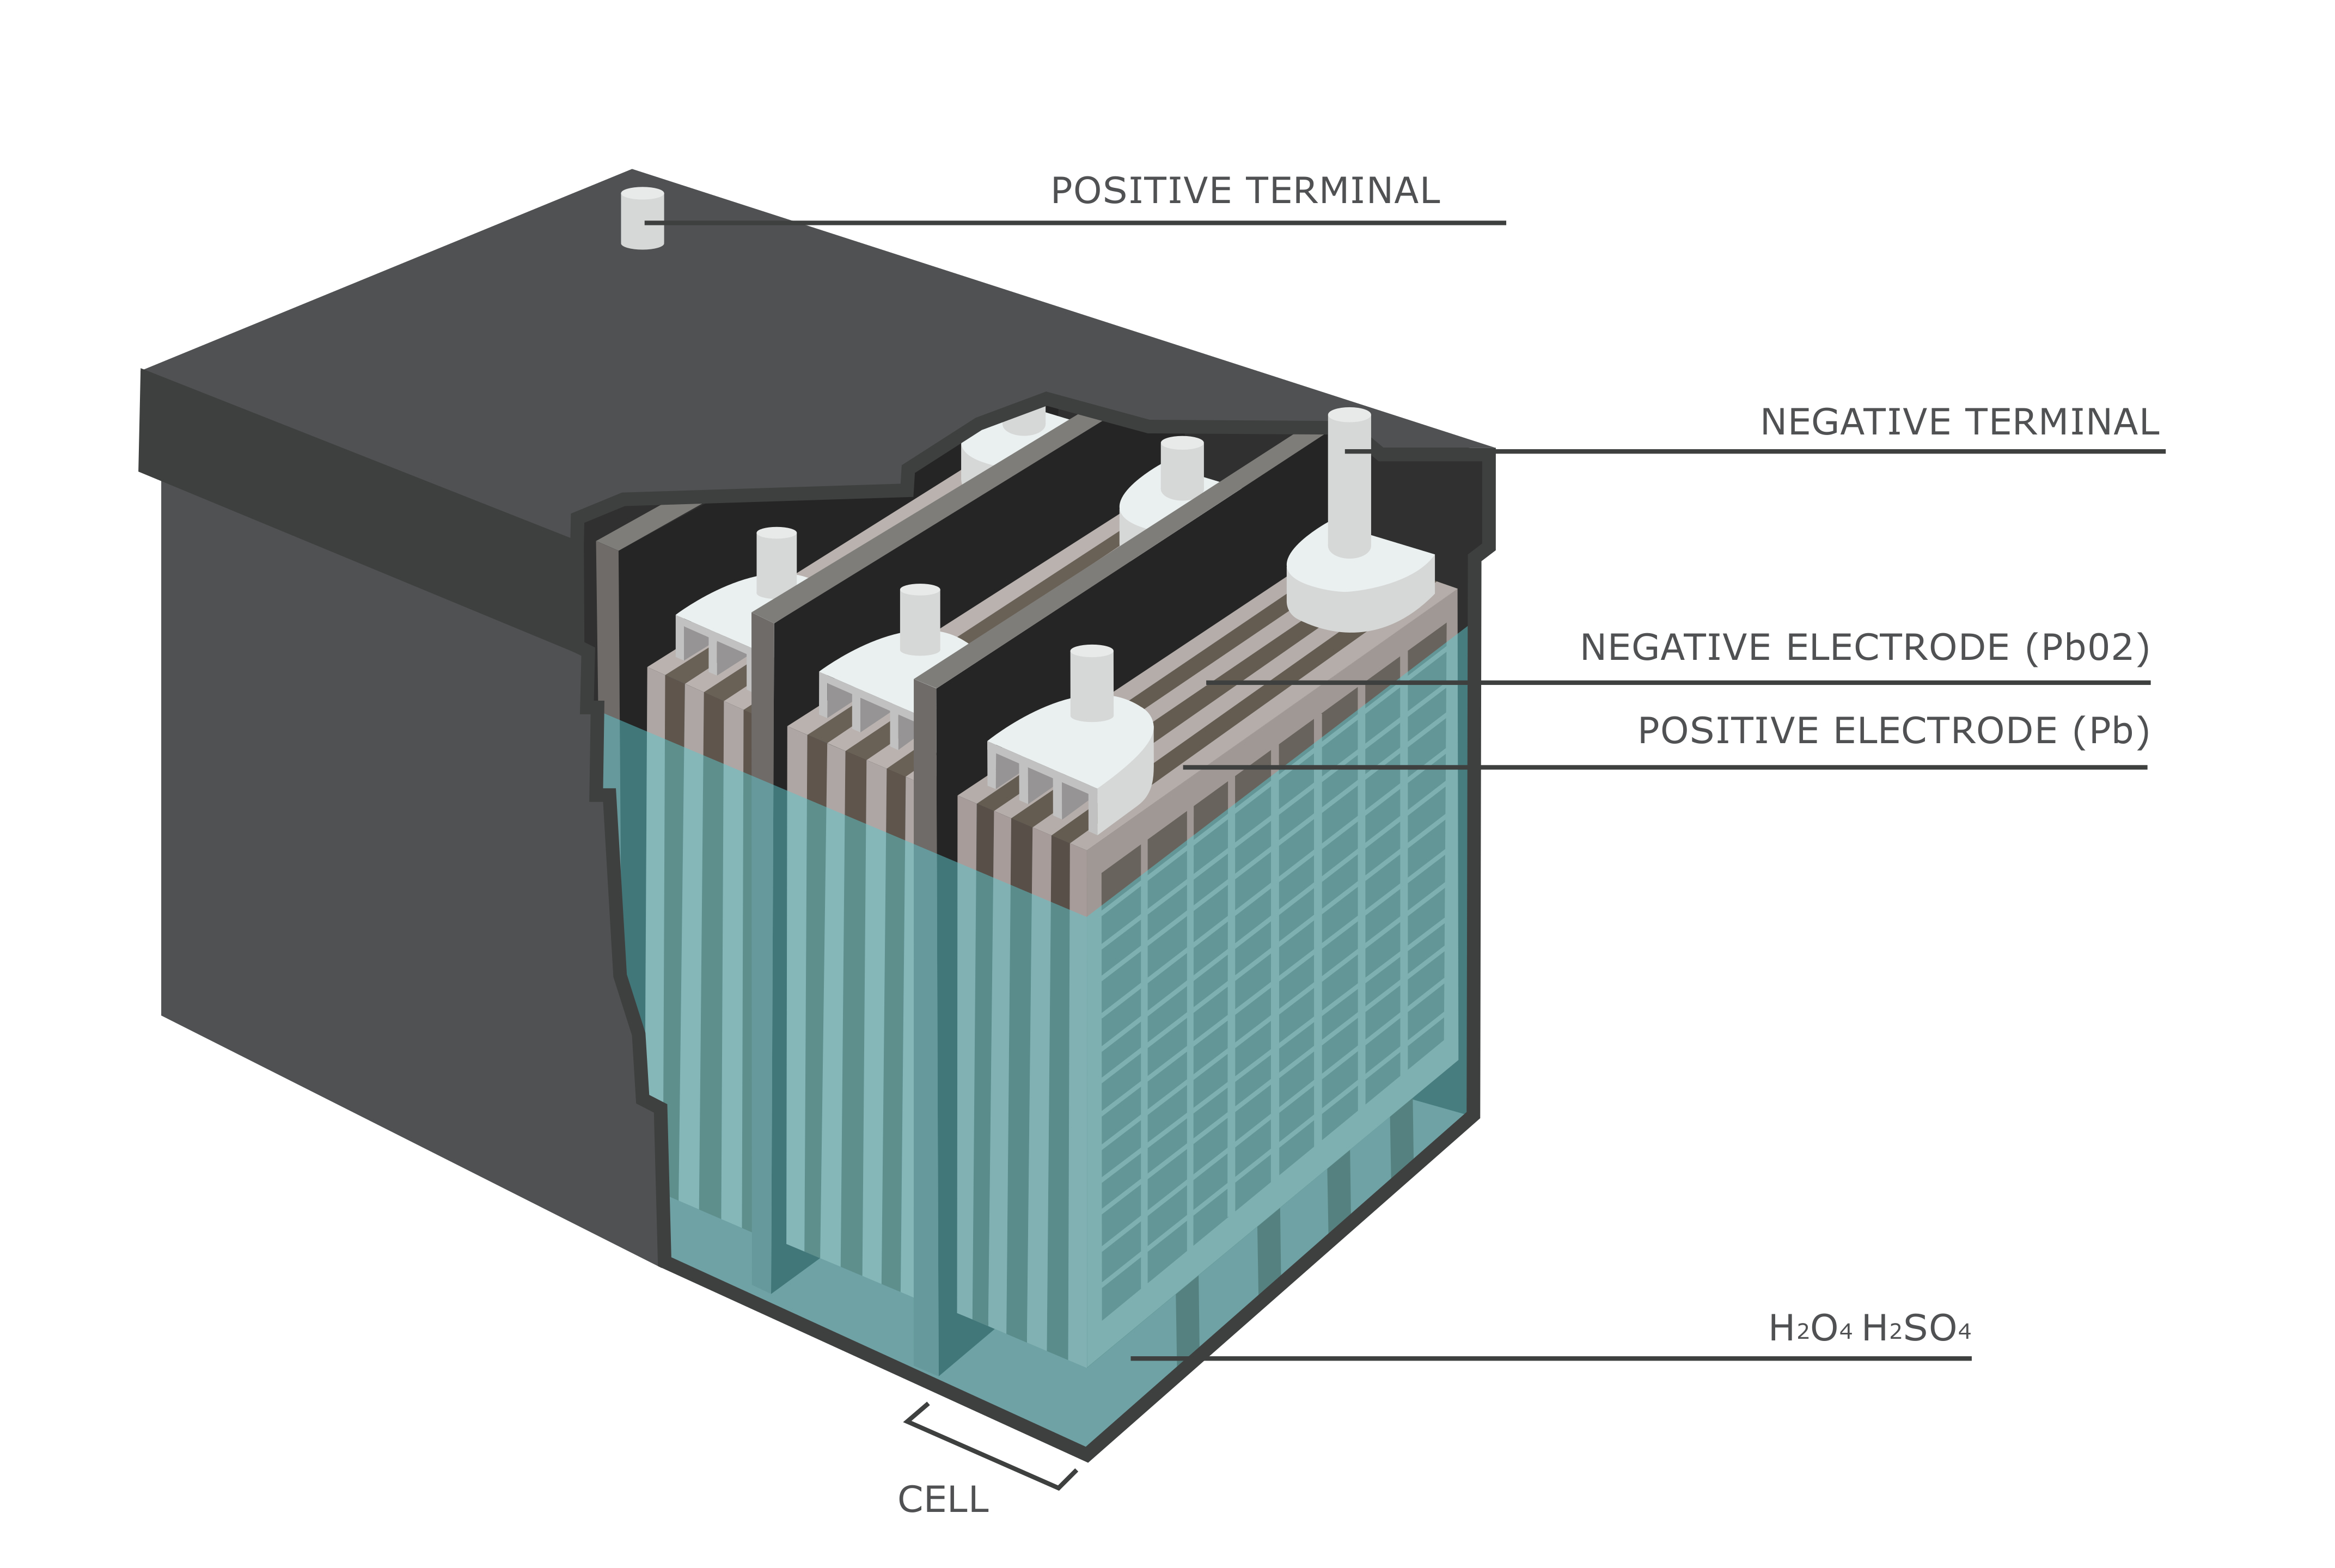 POSITIVE TERMINAL
NEGATIVE TERMINAL
NEGATIVE ELECTRODE (Pb02)
POSITIVE ELECTRODE (Pb)
H₂O₄ H₂SO₄
CELL